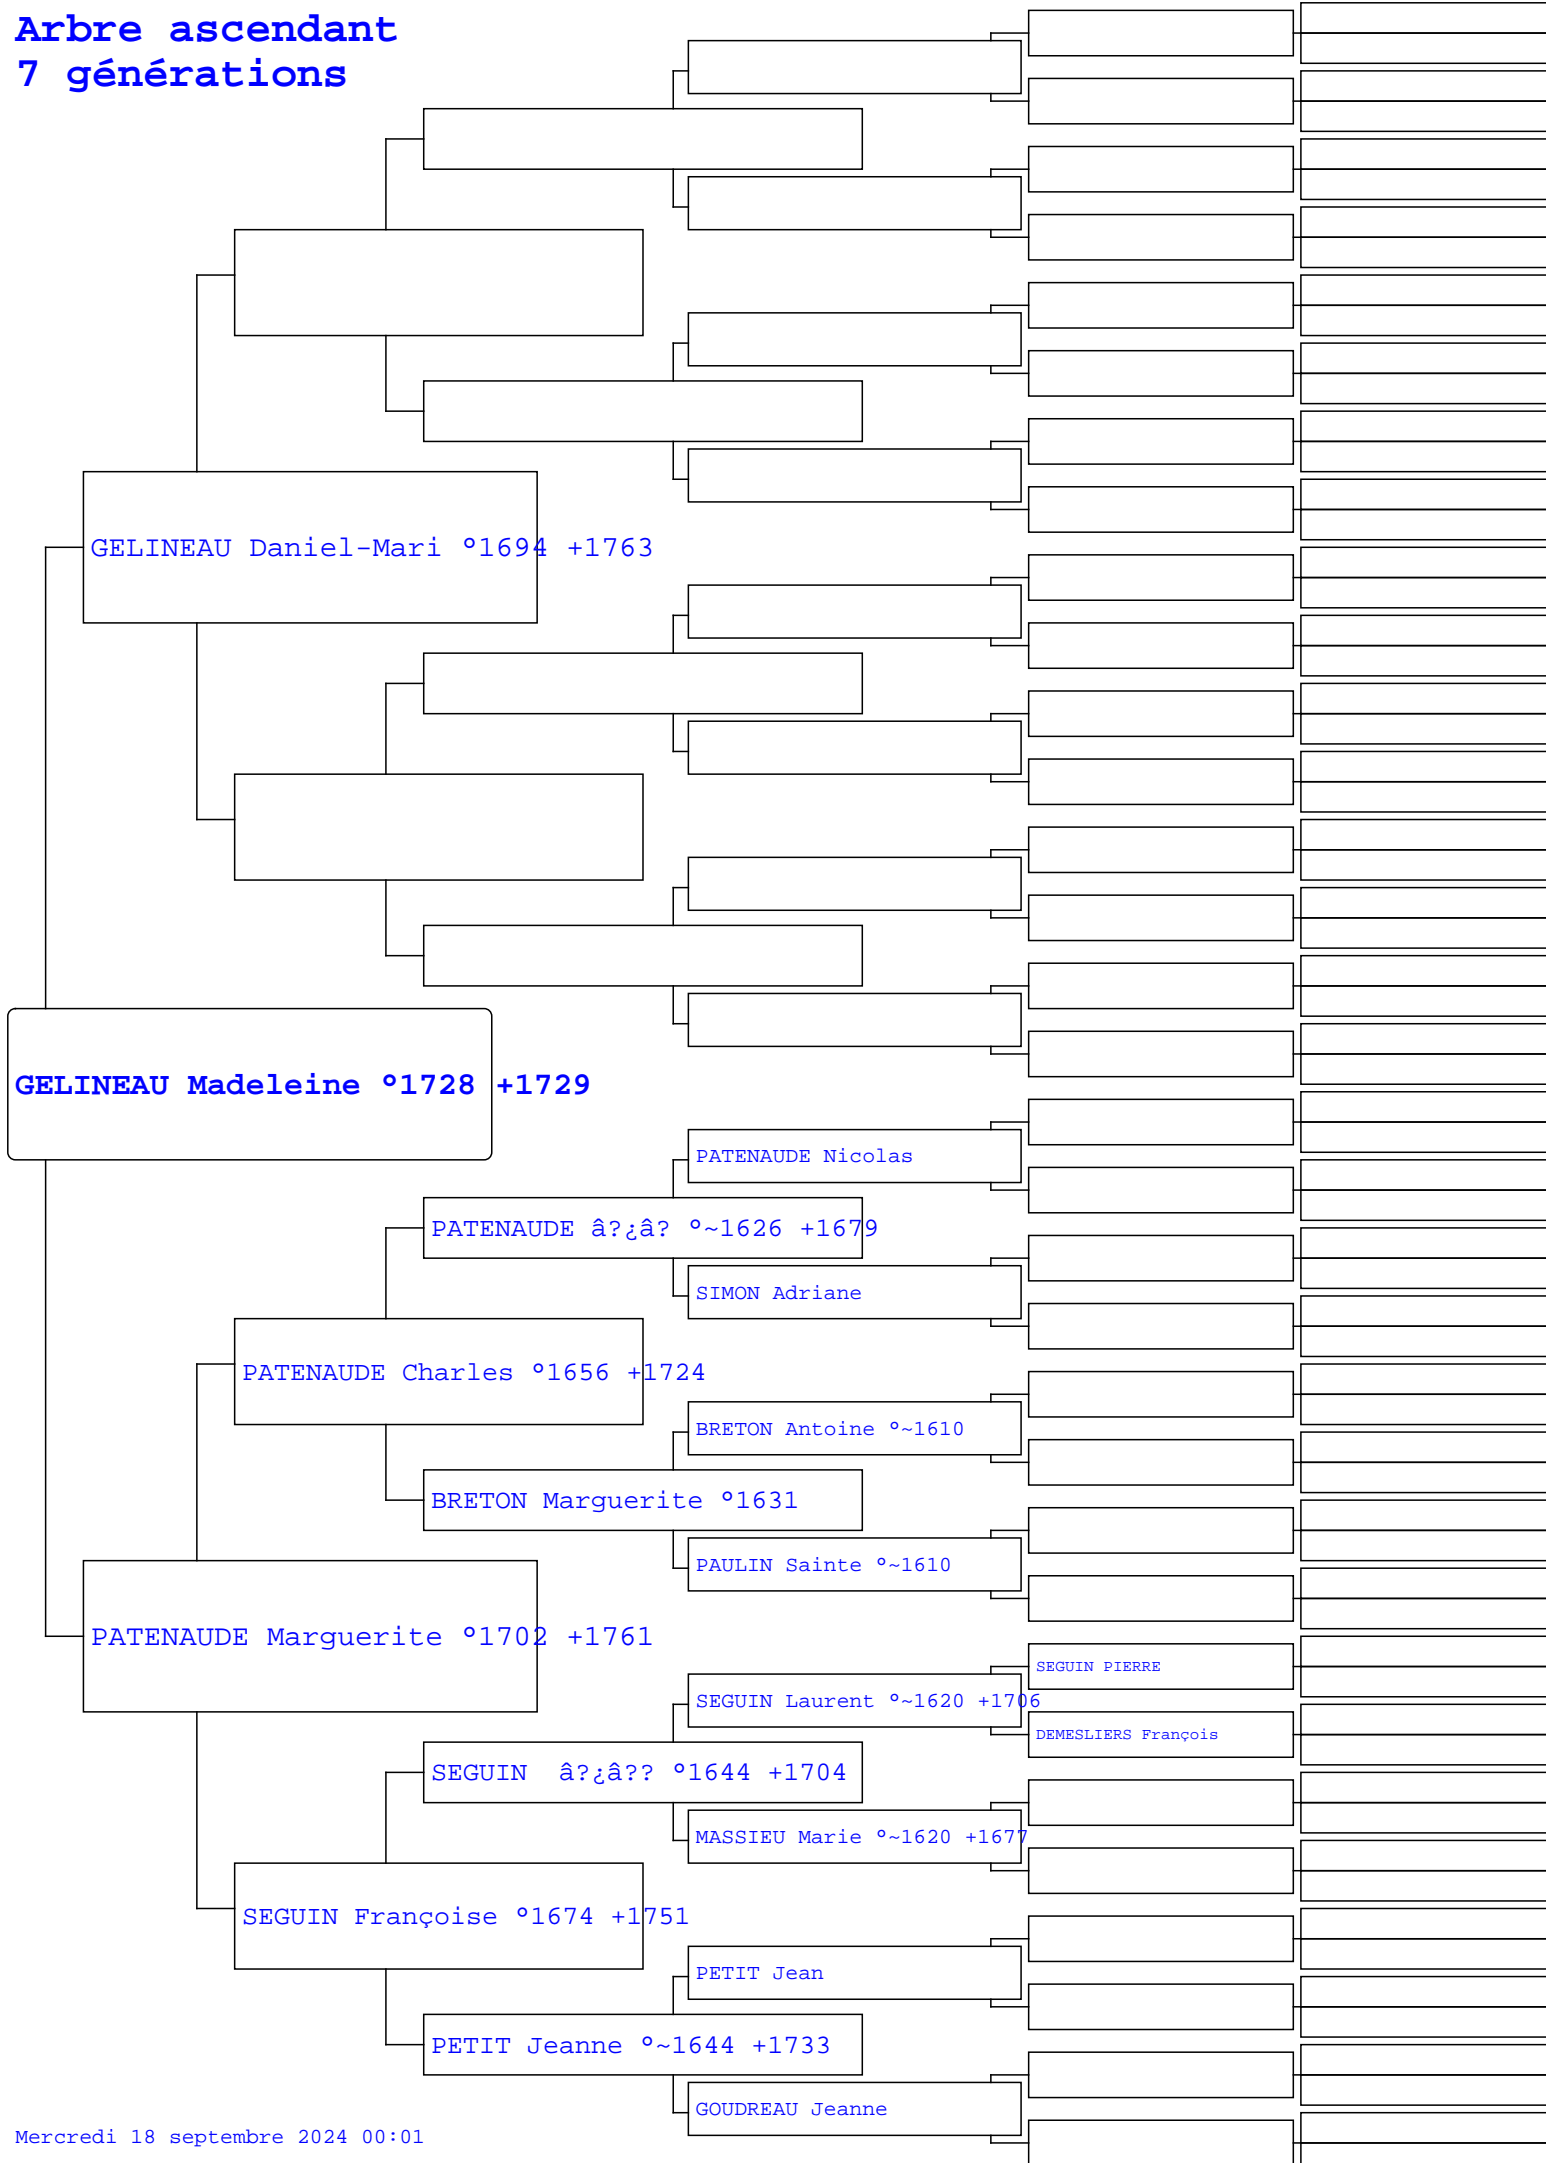 Arbre ascendant
7 générations
GELINEAU Daniel-Mari °1694 +1763
GELINEAU Madeleine °1728 +1729
PATENAUDE Nicolas
PATENAUDE â?¿â? °~1626 +1679
SIMON Adriane
PATENAUDE Charles °1656 +1724
BRETON Antoine °~1610
BRETON Marguerite °1631
PAULIN Sainte °~1610
PATENAUDE Marguerite °1702 +1761
SEGUIN PIERRE
SEGUIN Laurent °~1620 +1706
DEMESLIERS François
SEGUIN  â?¿â?? °1644 +1704
MASSIEU Marie °~1620 +1677
SEGUIN Françoise °1674 +1751
PETIT Jean
PETIT Jeanne °~1644 +1733
GOUDREAU Jeanne
Mercredi 18 septembre 2024 00:01